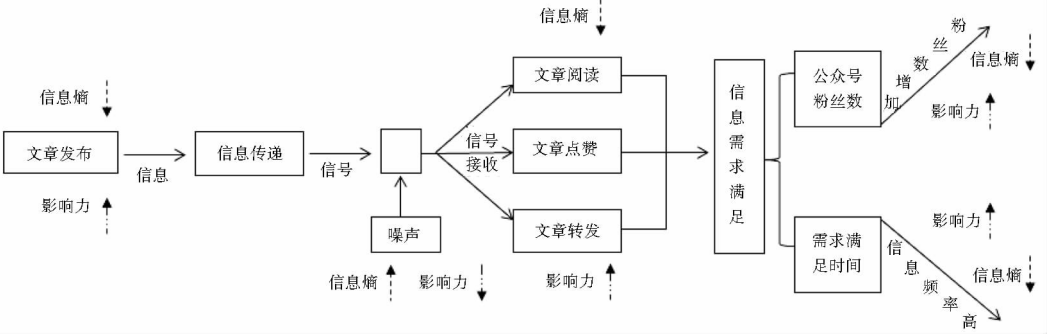 信息熵
文章发布
影响力
信息
信息传递
信号
噪声
信息熵
影响力
信号
接收
信息熵
文章阅读
文章点赞
文章转发
影响力
信息需求满足
公众号
粉丝数
粉丝数增加
信息熵
影响力
需求满
足时间
信息频率高
影响力
信息熵